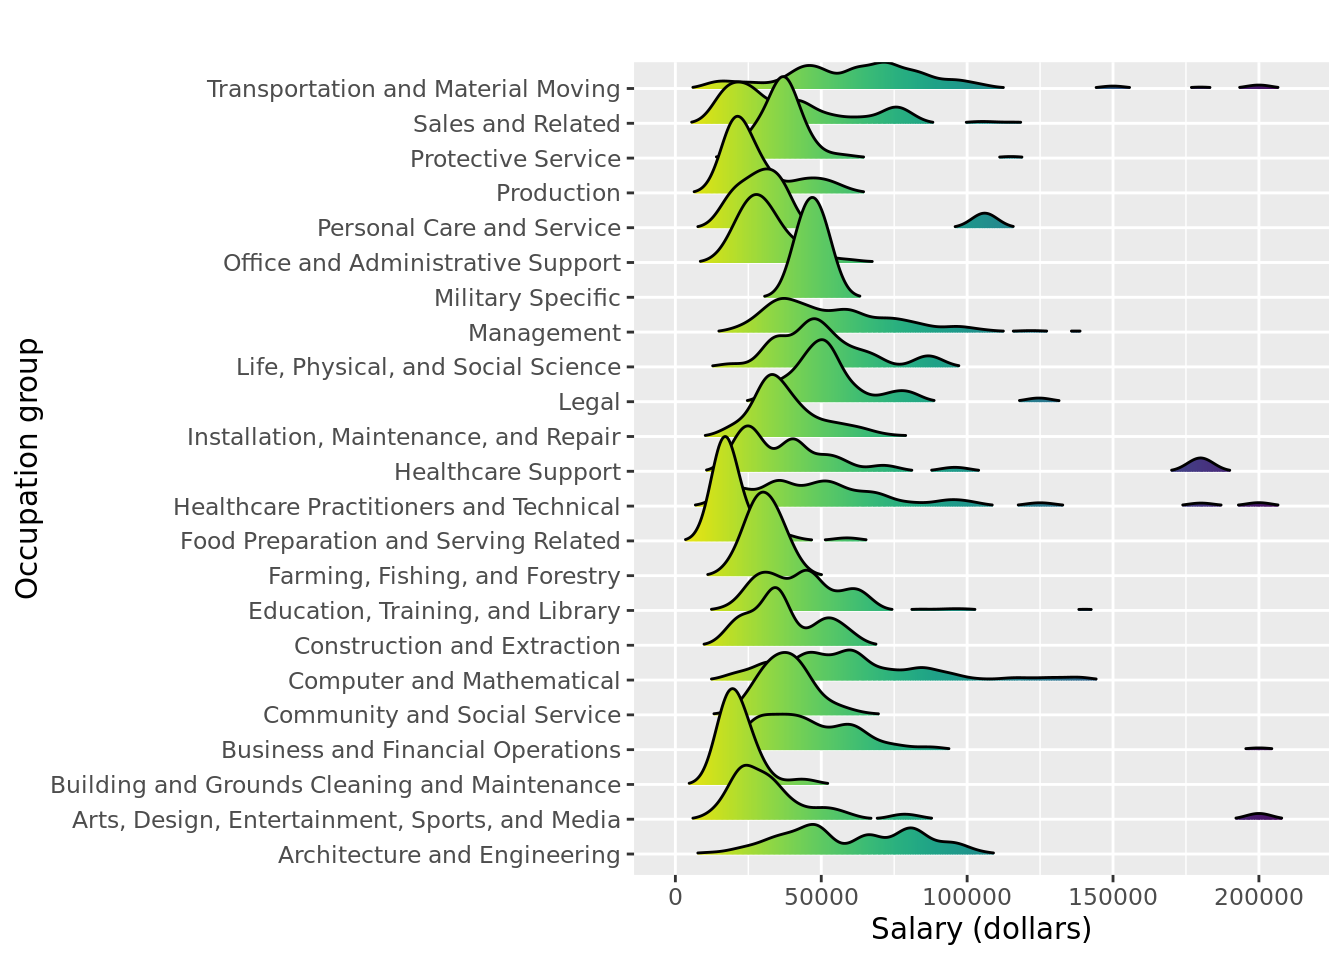 Transportation and Material Moving
Sales and Related
Protective Service
Production
Personal Care and Service
Office and Administrative Support
Military Specific
Management
Life, Physical, and Social Science
Legal
Installation, Maintenance, and Repair
Healthcare Support
Healthcare Practitioners and Technical
Food Preparation and Serving Related
Farming, Fishing, and Forestry
Education, Training, and Library
Construction and Extraction
Computer and Mathematical
Community and Social Service
Business and Financial Operations
Building and Grounds Cleaning and Maintenance
Arts, Design, Entertainment, Sports, and Media
Architecture and Engineering
Occupation group
0 50000 100000 150000 200000
Salary (dollars)